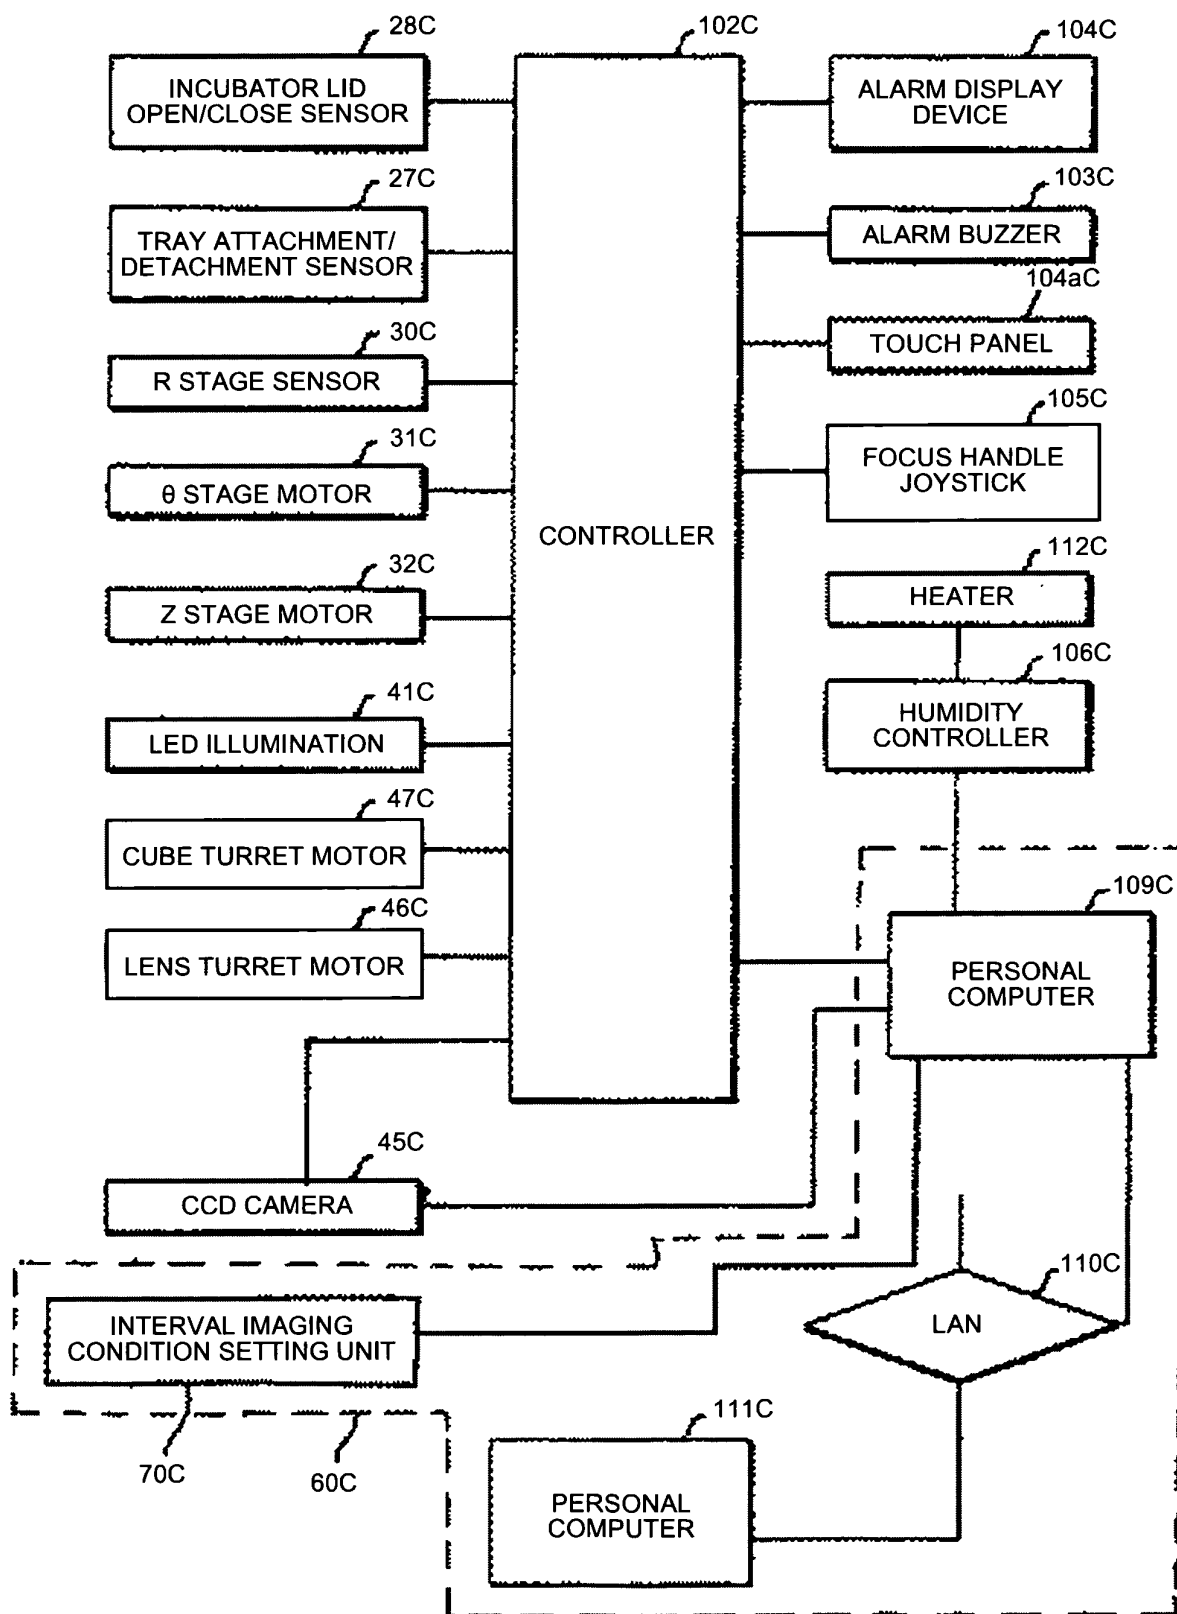 28C
INCUBATOR LID
OPEN/CLOSE SENSOR
27C
TRAY ATTACHMENT/
DETACHMENT SENSOR
30C
R STAGE SENSOR
31C
θ STAGE MOTOR
32C
Z STAGE MOTOR
41C
LED ILLUMINATION
47C
CUBE TURRET MOTOR
46C
LENS TURRET MOTOR
102C
CONTROLLER
104C
ALARM DISPLAY
DEVICE
103C
ALARM BUZZER
104aC
TOUCH PANEL
105C
FOCUS HANDLE
JOYSTICK
112C
HEATER
106C
HUMIDITY
CONTROLLER
109C
PERSONAL
COMPUTER
45C
CCD CAMERA
110C
LAN
INTERVAL IMAGING
CONDITION SETTING UNIT
70C
60C
111C
PERSONAL
COMPUTER